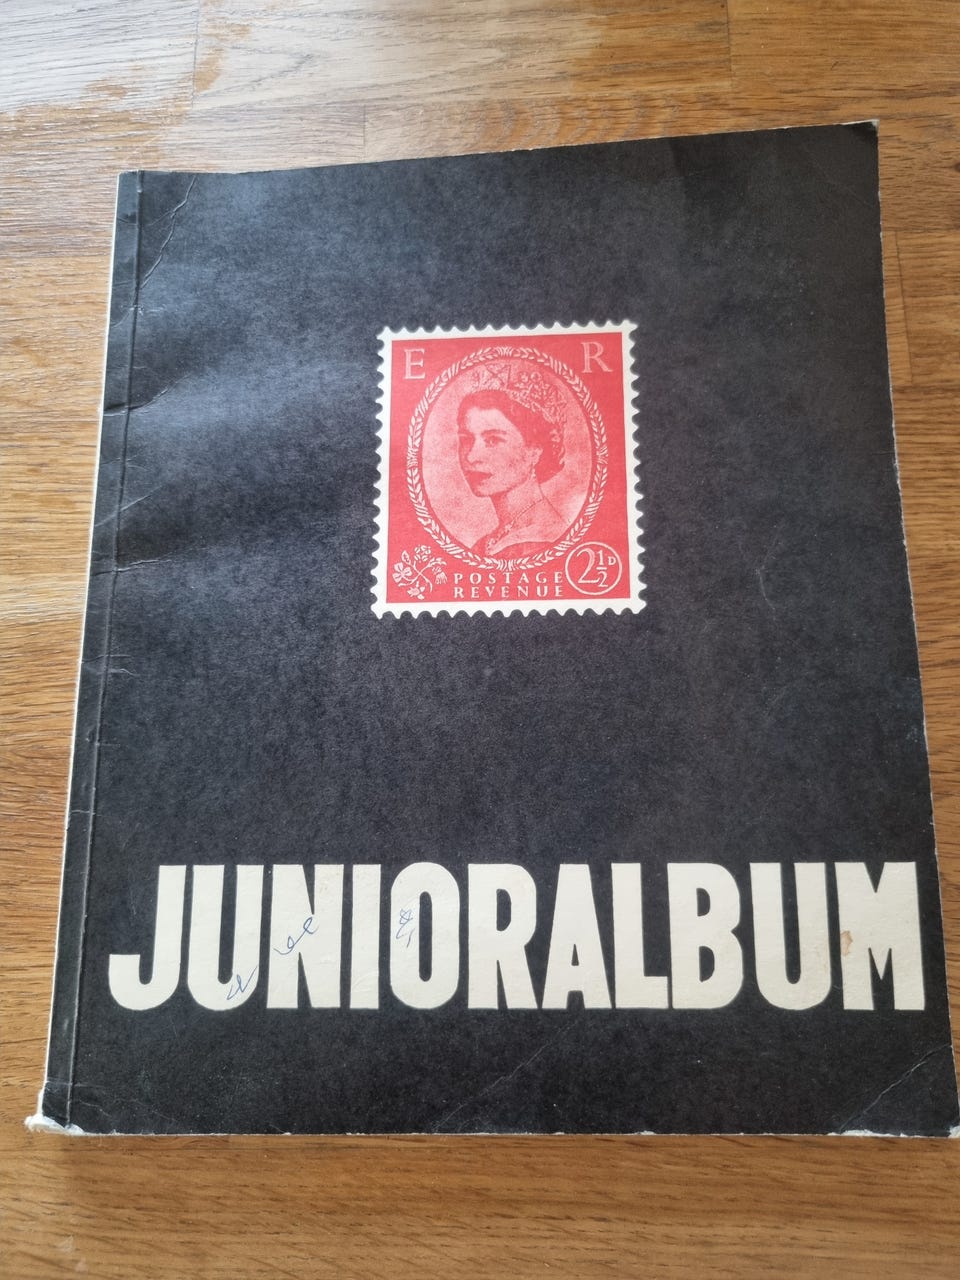 E R
POSTAGE 2½D
REVENUE
JUNIORALBUM